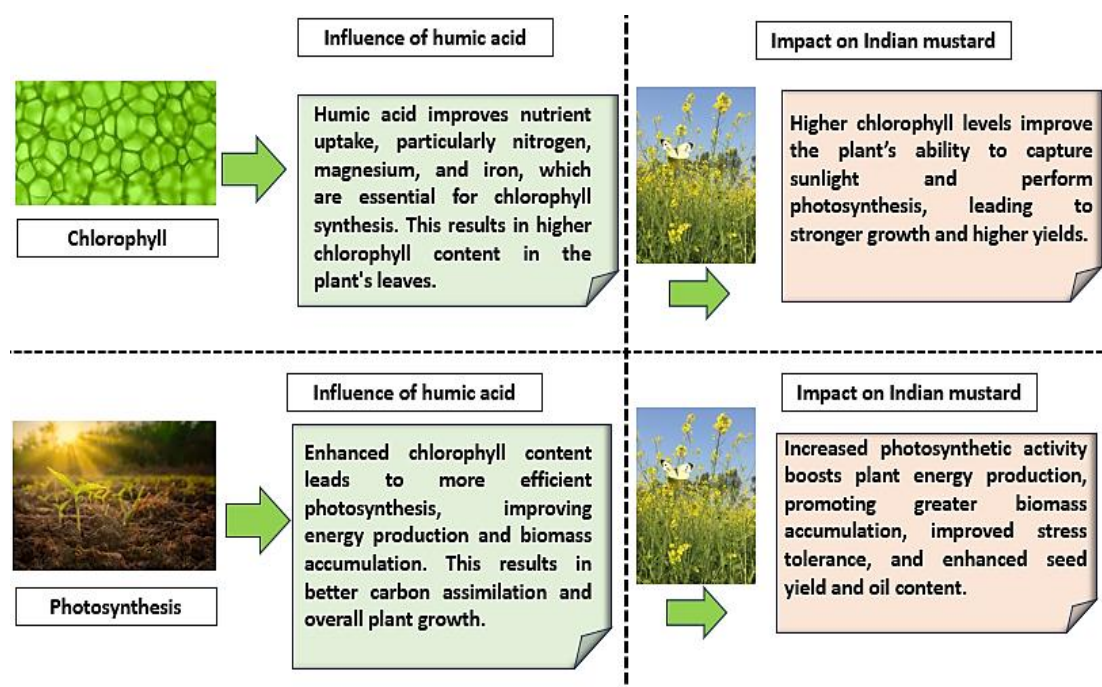 Influence of humic acid
Impact on Indian mustard
Chlorophyll
Humic acid improves nutrient
uptake, particularly nitrogen,
magnesium, and iron, which
are essential for chlorophyll
synthesis. This results in higher
chlorophyll content in the
plant's leaves.
Higher chlorophyll levels improve
the plant’s ability to capture
sunlight and perform
photosynthesis, leading to
stronger growth and higher yields.
Influence of humic acid
Impact on Indian mustard
Photosynthesis
Enhanced chlorophyll content
leads to more efficient
photosynthesis, improving
energy production and biomass
accumulation. This results in
better carbon assimilation and
overall plant growth.
Increased photosynthetic activity
boosts plant energy production,
promoting greater biomass
accumulation, improved stress
tolerance, and enhanced seed
yield and oil content.